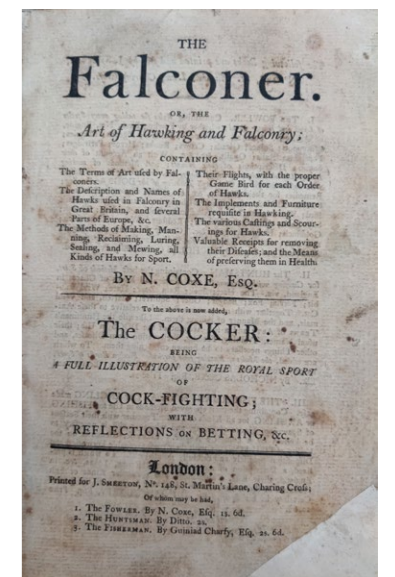 THE
Falconer.
OR, THE
Art of Hawking and Falconry;
CONTAINING
The Terms of Art used by Fal-
coners.
The Description and Names of
Hawks used in Falconry in
Great Britain, and several
Parts of Europe, &c.
The Methods of Making, Man-
ning, Reclaiming, Luring,
Sealing, and Mewing, all
Kinds of Hawks for Sport.
Their Flights, with the proper
Game Bird for each Order
of Hawks.
The Implements and Furniture
requisite in Hawking.
The various Castings and Scour-
ings for Hawks.
Valuable Receipts for removing
their Diseases; and the Means
of preserving them in Health.
BY N. COXE, ESQ.
To the above is now added,
The COCKER:
BEING
A FULL ILLUSTRATION OF THE ROYAL SPORT
OF
COCK-FIGHTING;
WITH
REFLECTIONS ON BETTING, &c.
London:
Printed for J. SMEETON, No. 148, St. Martin's Lane, Charing Cross;
Of whom may be had,
1. The FOWLER. By N. Coxe, Esq. 1s. 6d.
2. The HUNTSMAN. By Ditto. 2s.
3. The FISHERMAN. By Guiniad Charfy, Esq. 2s. 6d.